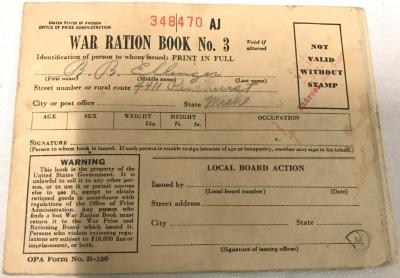 UNITED STATES OF AMERICA
OFFICE OF PRICE ADMINISTRATION
348470 AJ
WAR RATION BOOK No. 3
Void if altered
Identification of person to whom issued: PRINT IN FULL
B.
(First name) (Middle name) (Last name)
Street number or rural route 4411
City or post office State Mich
AGE SEX WEIGHT HEIGHT OCCUPATION
Lbs. Ft. In.
SIGNATURE
(Person to whom book is issued. If such person is unable to sign because of age or incapacity, another may sign in his behalf.)
NOT
VALID
WITHOUT
STAMP
WARNING
This book is the property of the
United States Government. It is
unlawful to sell it to any other per-
son, or to use it or permit anyone
else to use it, except to obtain
rationed goods in accordance with
regulations of the Office of Price
Administration. Any person who
finds a lost War Ration Book must
return it to the War Price and
Rationing Board which issued it.
Persons who violate rationing regu-
lations are subject to $10,000 fine or
imprisonment, or both.
OPA Form No. R-130
LOCAL BOARD ACTION
Issued by
(Local board number) (Date)
Street address
City State
(Signature of issuing officer)